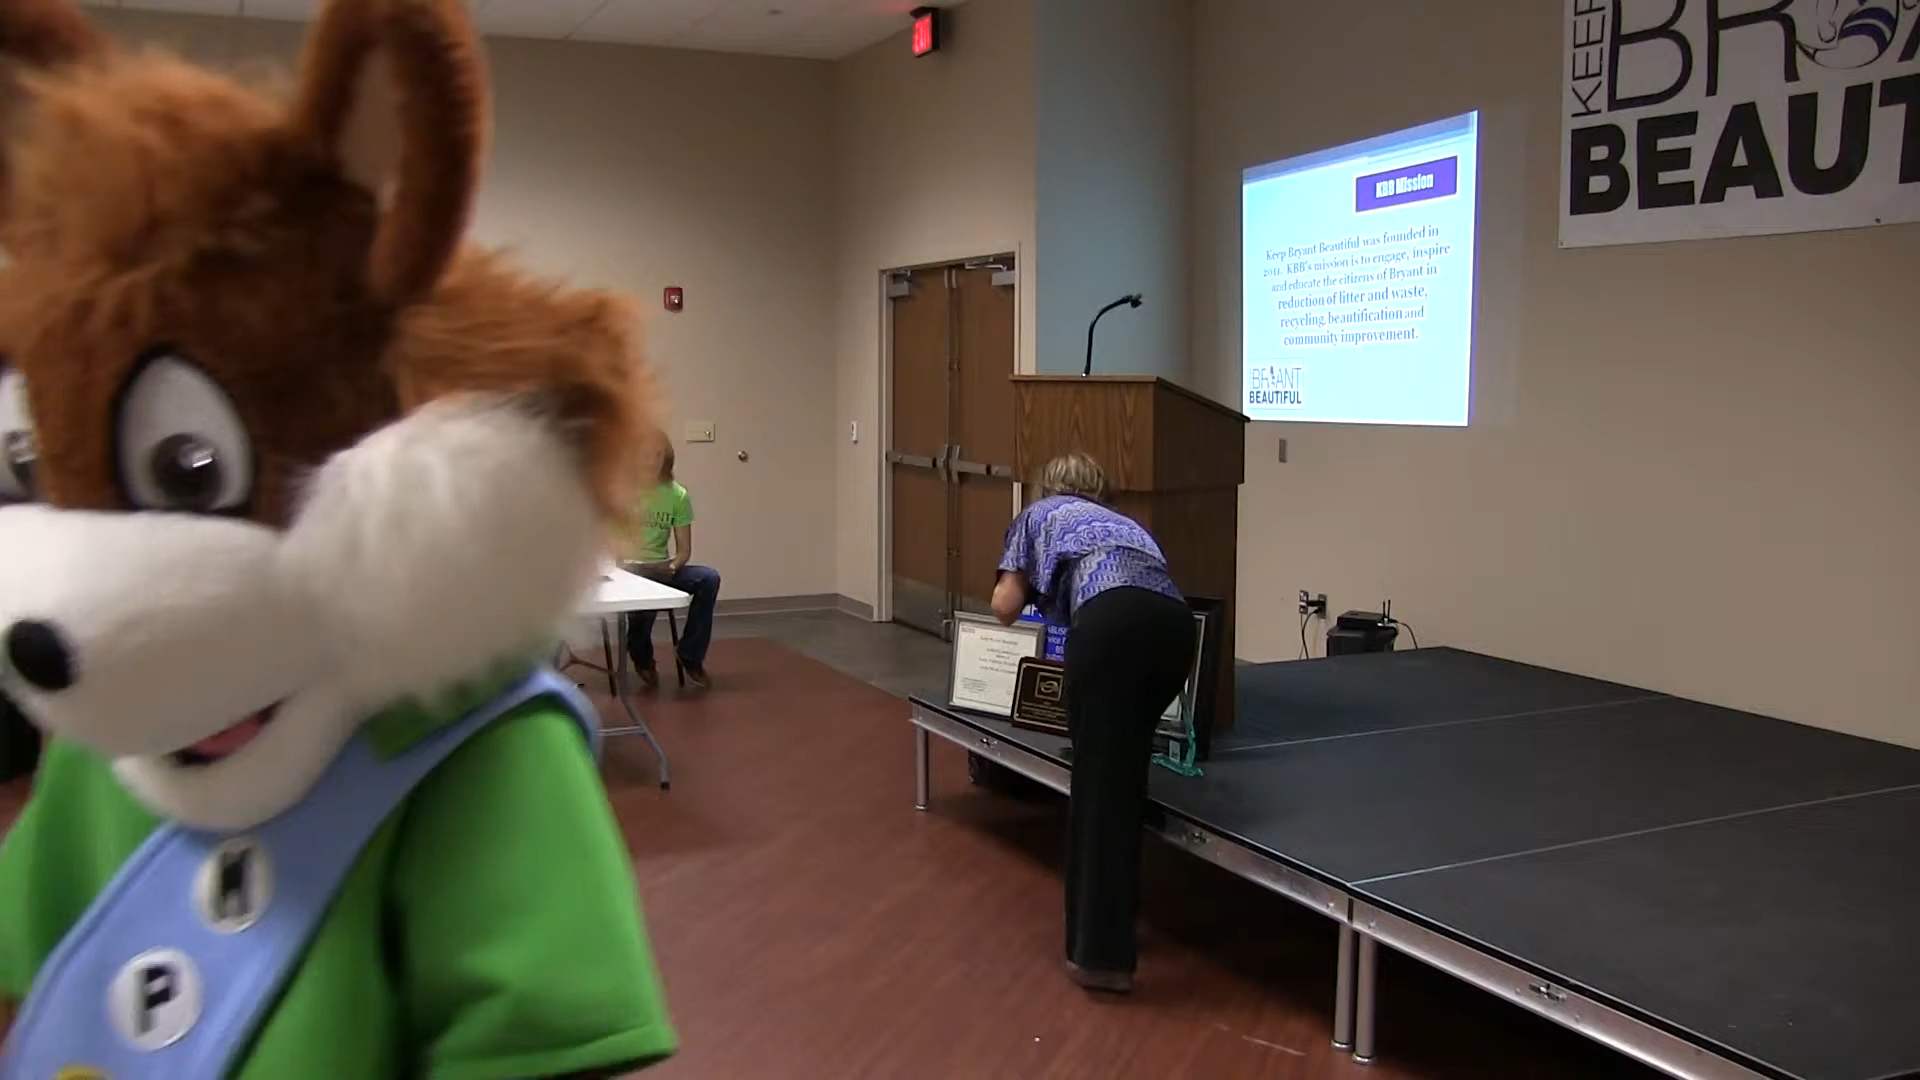 EXIT
KEEP
BR
BEAUT
KBB Mission
Keep Bryant Beautiful was founded in
2011. KBB's mission is to engage, inspire
and educate the citizens of Bryant in
reduction of litter and waste,
recycling, beautification and
community improvement.
BRYANT
BEAUTIFUL
H
P